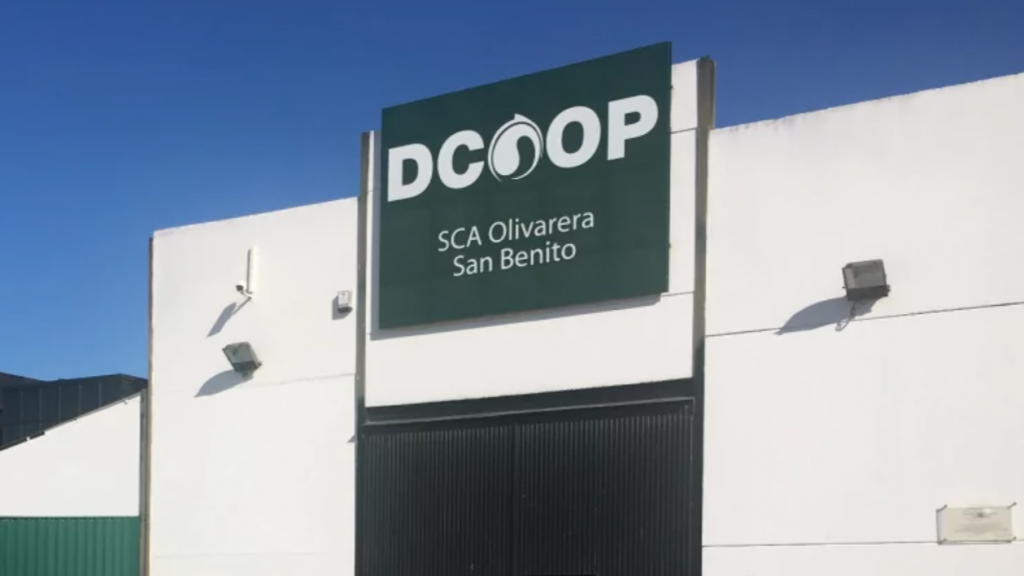 DCOOP
SCA Olivarera
San Benito